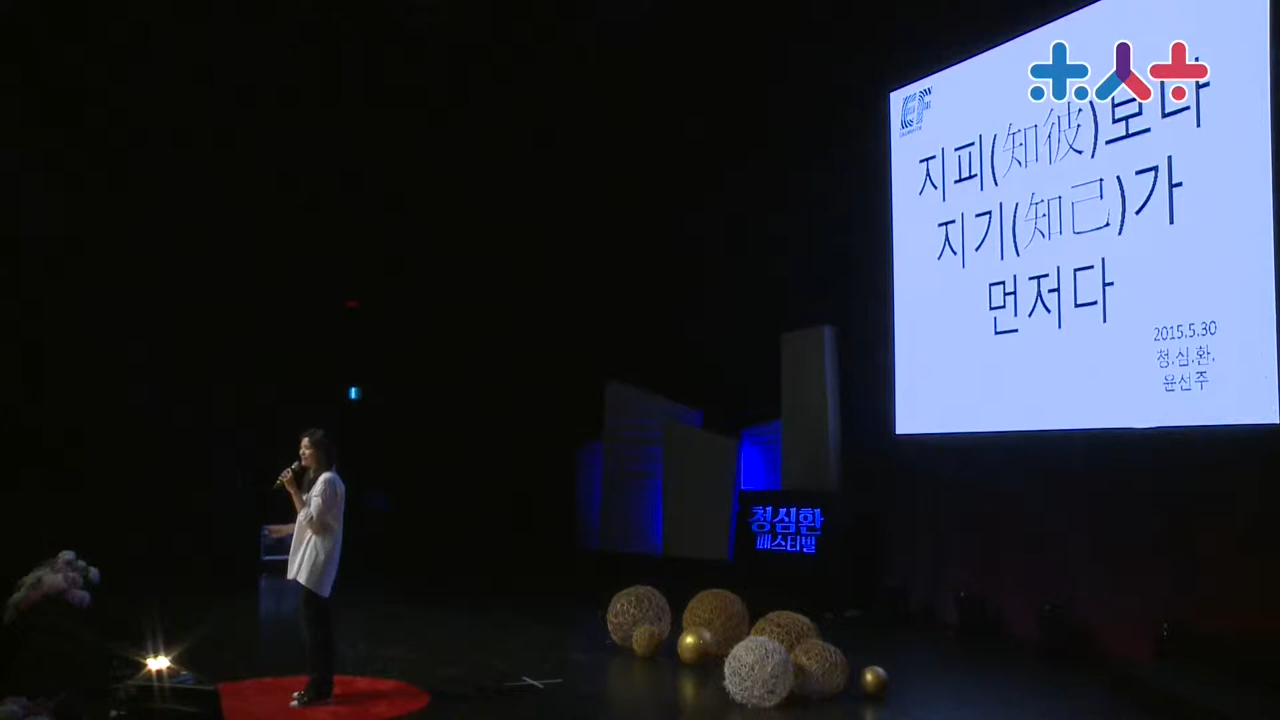 EF
지피(知彼)보다
지기(知己)가
먼저다
2015.5.30
청.심.환.
윤선주
청심환
페스티벌